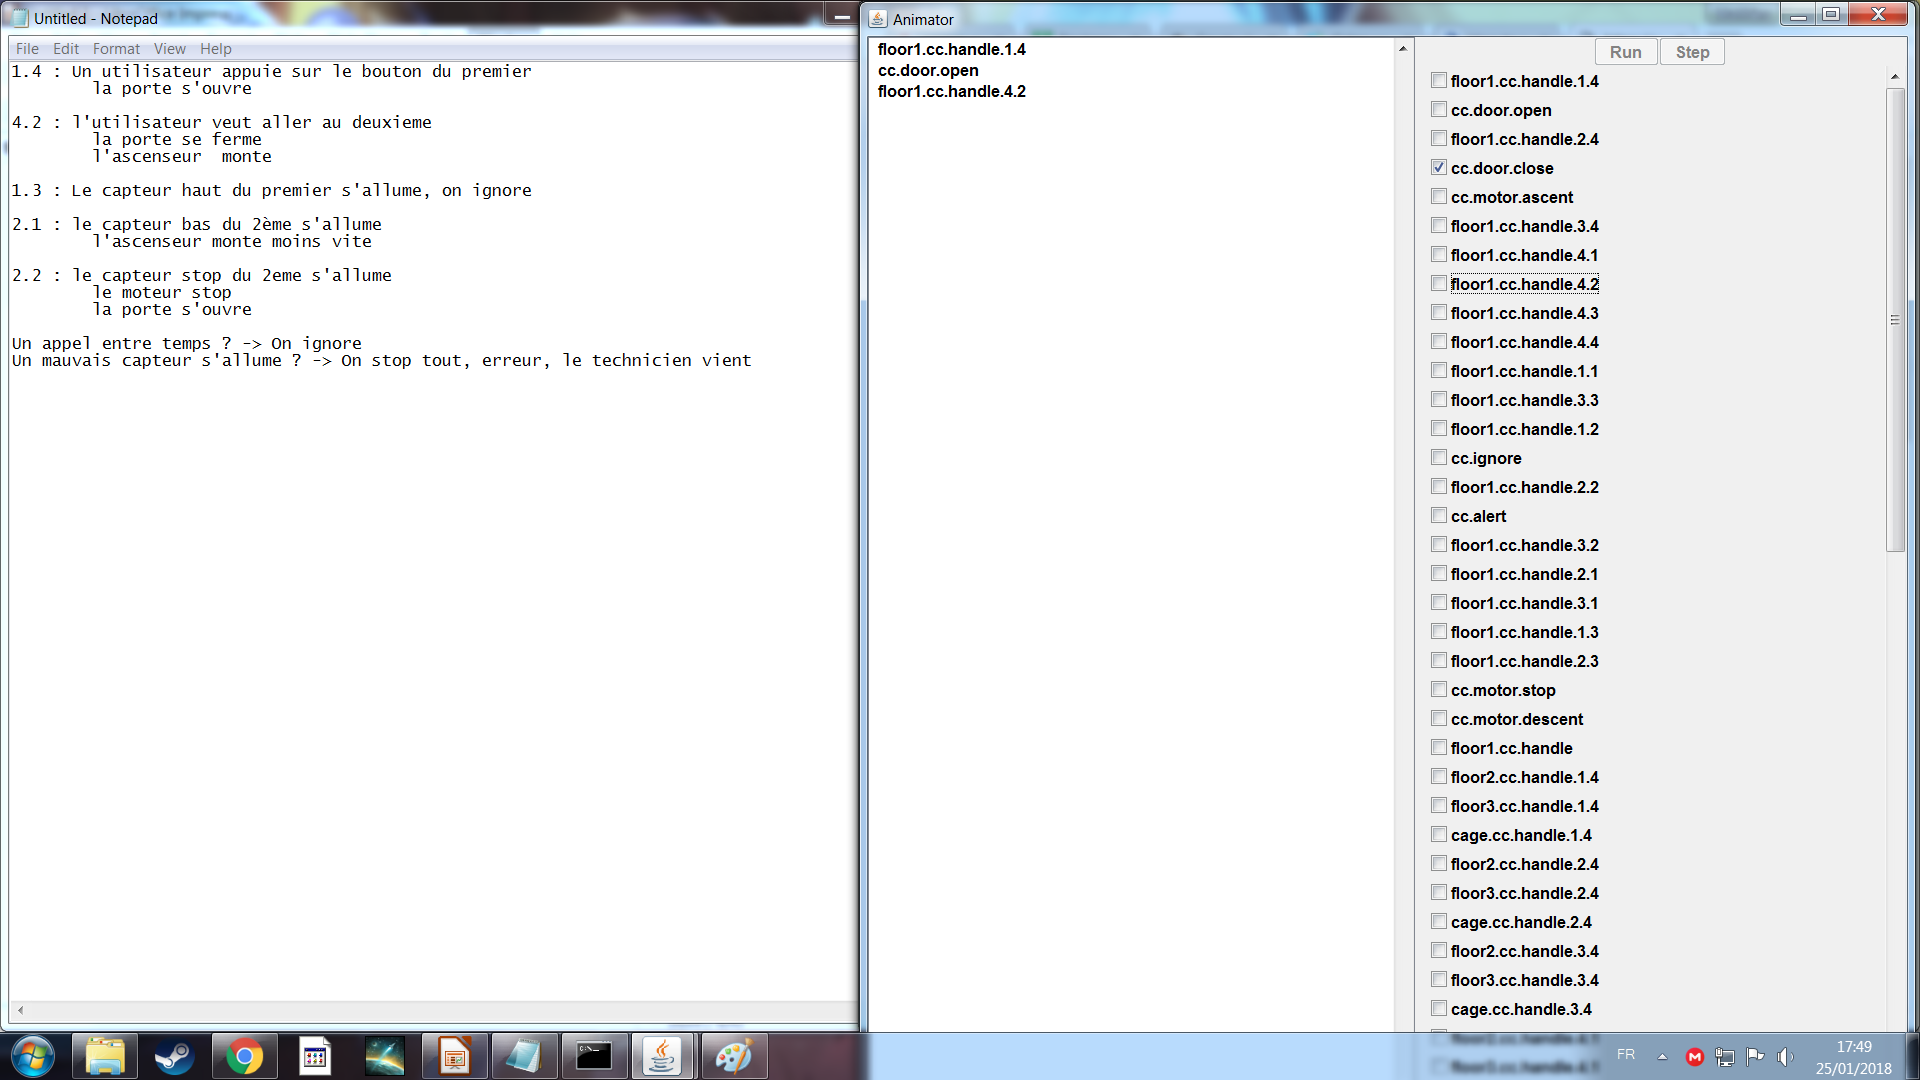 Untitled - Notepad
File Edit Format View Help
1.4 : Un utilisateur appuie sur le bouton du premier
la porte s'ouvre
4.2 : l'utilisateur veut aller au deuxieme
la porte se ferme
l'ascenseur  monte
1.3 : Le capteur haut du premier s'allume, on ignore
2.1 : le capteur bas du 2ème s'allume
l'ascenseur monte moins vite
2.2 : le capteur stop du 2eme s'allume
le moteur stop
la porte s'ouvre
Un appel entre temps ? -> On ignore
Un mauvais capteur s'allume ? -> On stop tout, erreur, le technicien vient
Animator
floor1.cc.handle.1.4
cc.door.open
floor1.cc.handle.4.2
Run Step
floor1.cc.handle.1.4
cc.door.open
floor1.cc.handle.2.4
cc.door.close
cc.motor.ascent
floor1.cc.handle.3.4
floor1.cc.handle.4.1
floor1.cc.handle.4.2
floor1.cc.handle.4.3
floor1.cc.handle.4.4
floor1.cc.handle.1.1
floor1.cc.handle.3.3
floor1.cc.handle.1.2
cc.ignore
floor1.cc.handle.2.2
cc.alert
floor1.cc.handle.3.2
floor1.cc.handle.2.1
floor1.cc.handle.3.1
floor1.cc.handle.1.3
floor1.cc.handle.2.3
cc.motor.stop
cc.motor.descent
floor1.cc.handle
floor2.cc.handle.1.4
floor3.cc.handle.1.4
cage.cc.handle.1.4
floor2.cc.handle.2.4
floor3.cc.handle.2.4
cage.cc.handle.2.4
floor2.cc.handle.3.4
floor3.cc.handle.3.4
cage.cc.handle.3.4
FR
17:49
25/01/2018